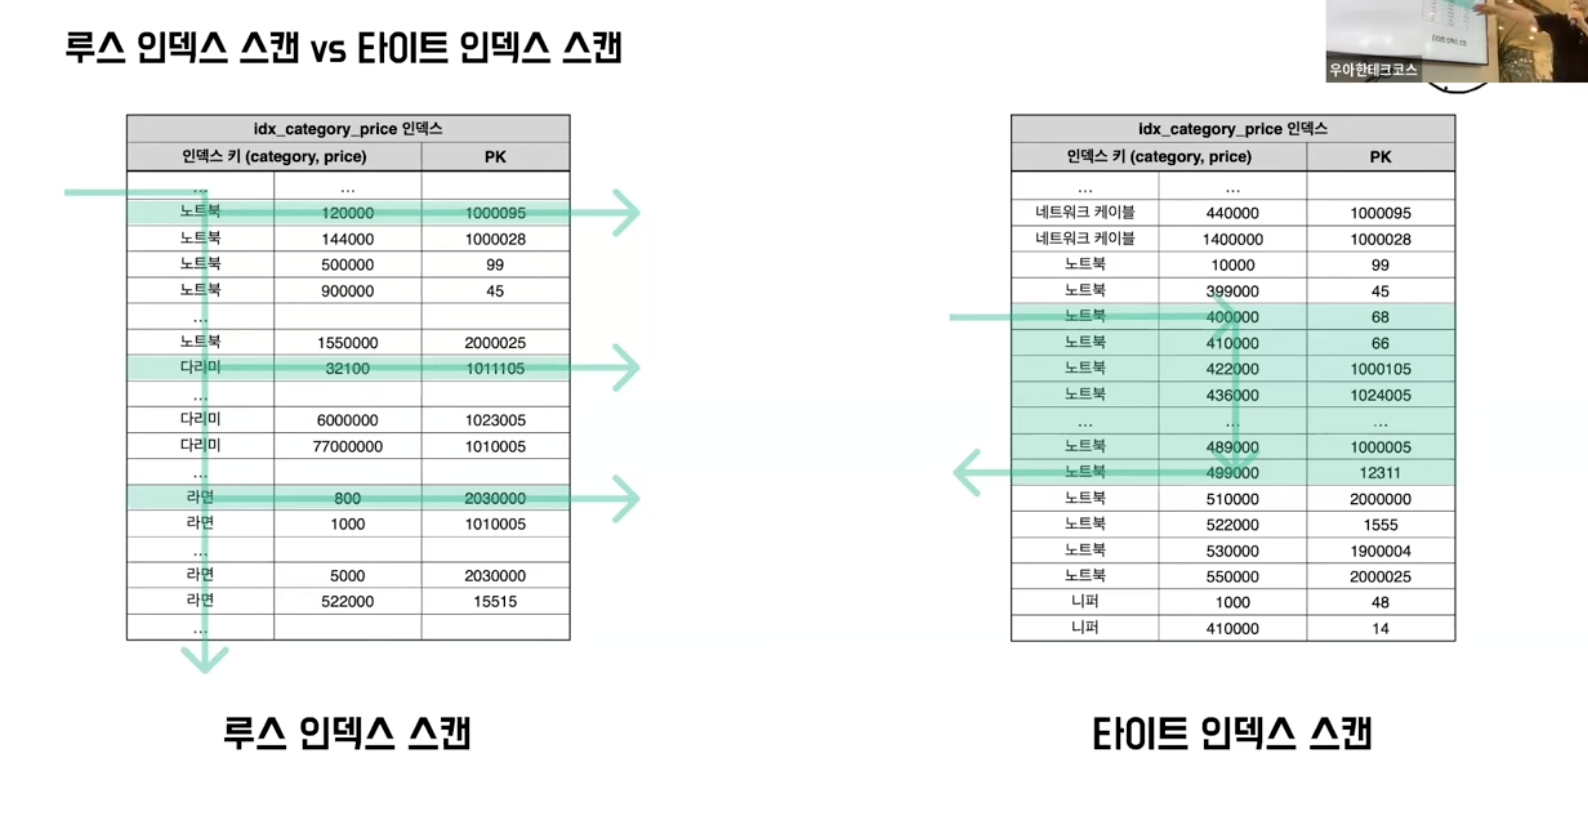 루스 인덱스 스캔 vs 타이트 인덱스 스캔
우아한테크코스
idx_category_price 인덱스
인덱스 키 (category, price) PK
... ...
노트북 120000 1000095
노트북 144000 1000028
노트북 500000 99
노트북 900000 45
...
노트북 1550000 2000025
다리미 32100 1011105
...
다리미 6000000 1023005
다리미 77000000 1010005
...
라면 800 2030000
라면 1000 1010005
...
라면 5000 2030000
라면 522000 15515
...
루스 인덱스 스캔
idx_category_price 인덱스
인덱스 키 (category, price) PK
... ...
네트워크 케이블 440000 1000095
네트워크 케이블 1400000 1000028
노트북 10000 99
노트북 399000 45
노트북 400000 68
노트북 410000 66
노트북 422000 1000105
노트북 436000 1024005
... ... ...
노트북 489000 1000005
노트북 499000 12311
노트북 510000 2000000
노트북 522000 1555
노트북 530000 1900004
노트북 550000 2000025
니퍼 1000 48
니퍼 410000 14
타이트 인덱스 스캔